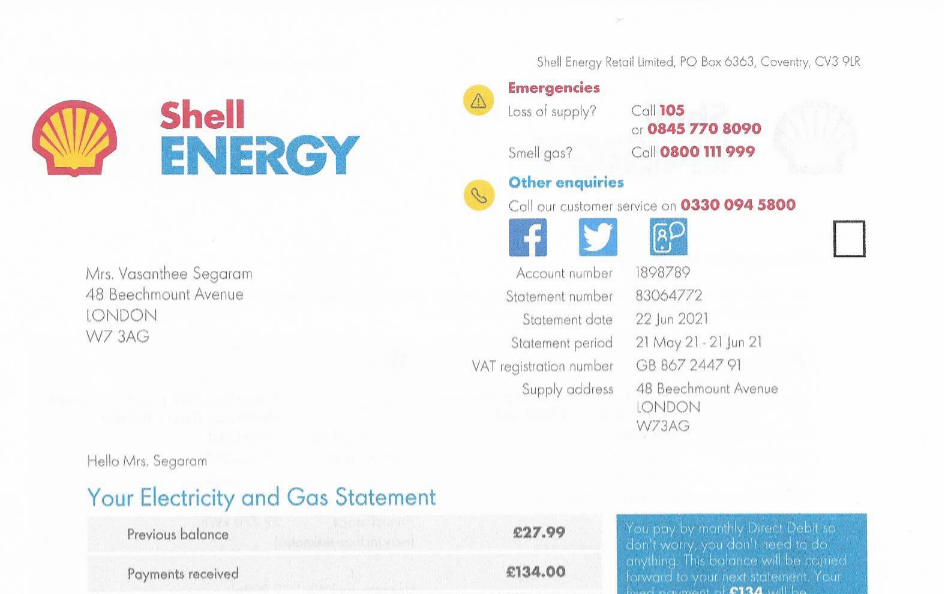 Shell Energy Retail Limited, PO Box 6363, Coventry, CV3 9LR
Shell
ENERGY
Emergencies
Loss of supply? Call 105
or 0845 770 8090
Smell gas? Call 0800 111 999
Other enquiries
Call our customer service on 0330 094 5800
Mrs. Vasanthee Segaram
48 Beechmount Avenue
LONDON
W7 3AG
Account number 1898789
Statement number 83064772
Statement date 22 Jun 2021
Statement period 21 May 21 - 21 Jun 21
VAT registration number GB 867 2447 91
Supply address 48 Beechmount Avenue
LONDON
W73AG
Hello Mrs. Segaram
Your Electricity and Gas Statement
Previous balance £27.99
Payments received £134.00
You pay by monthly Direct Debit so
don't worry, you don't need to do
anything. This balance will be carried
forward to your next statement. Your
fixed payment of £134 will be